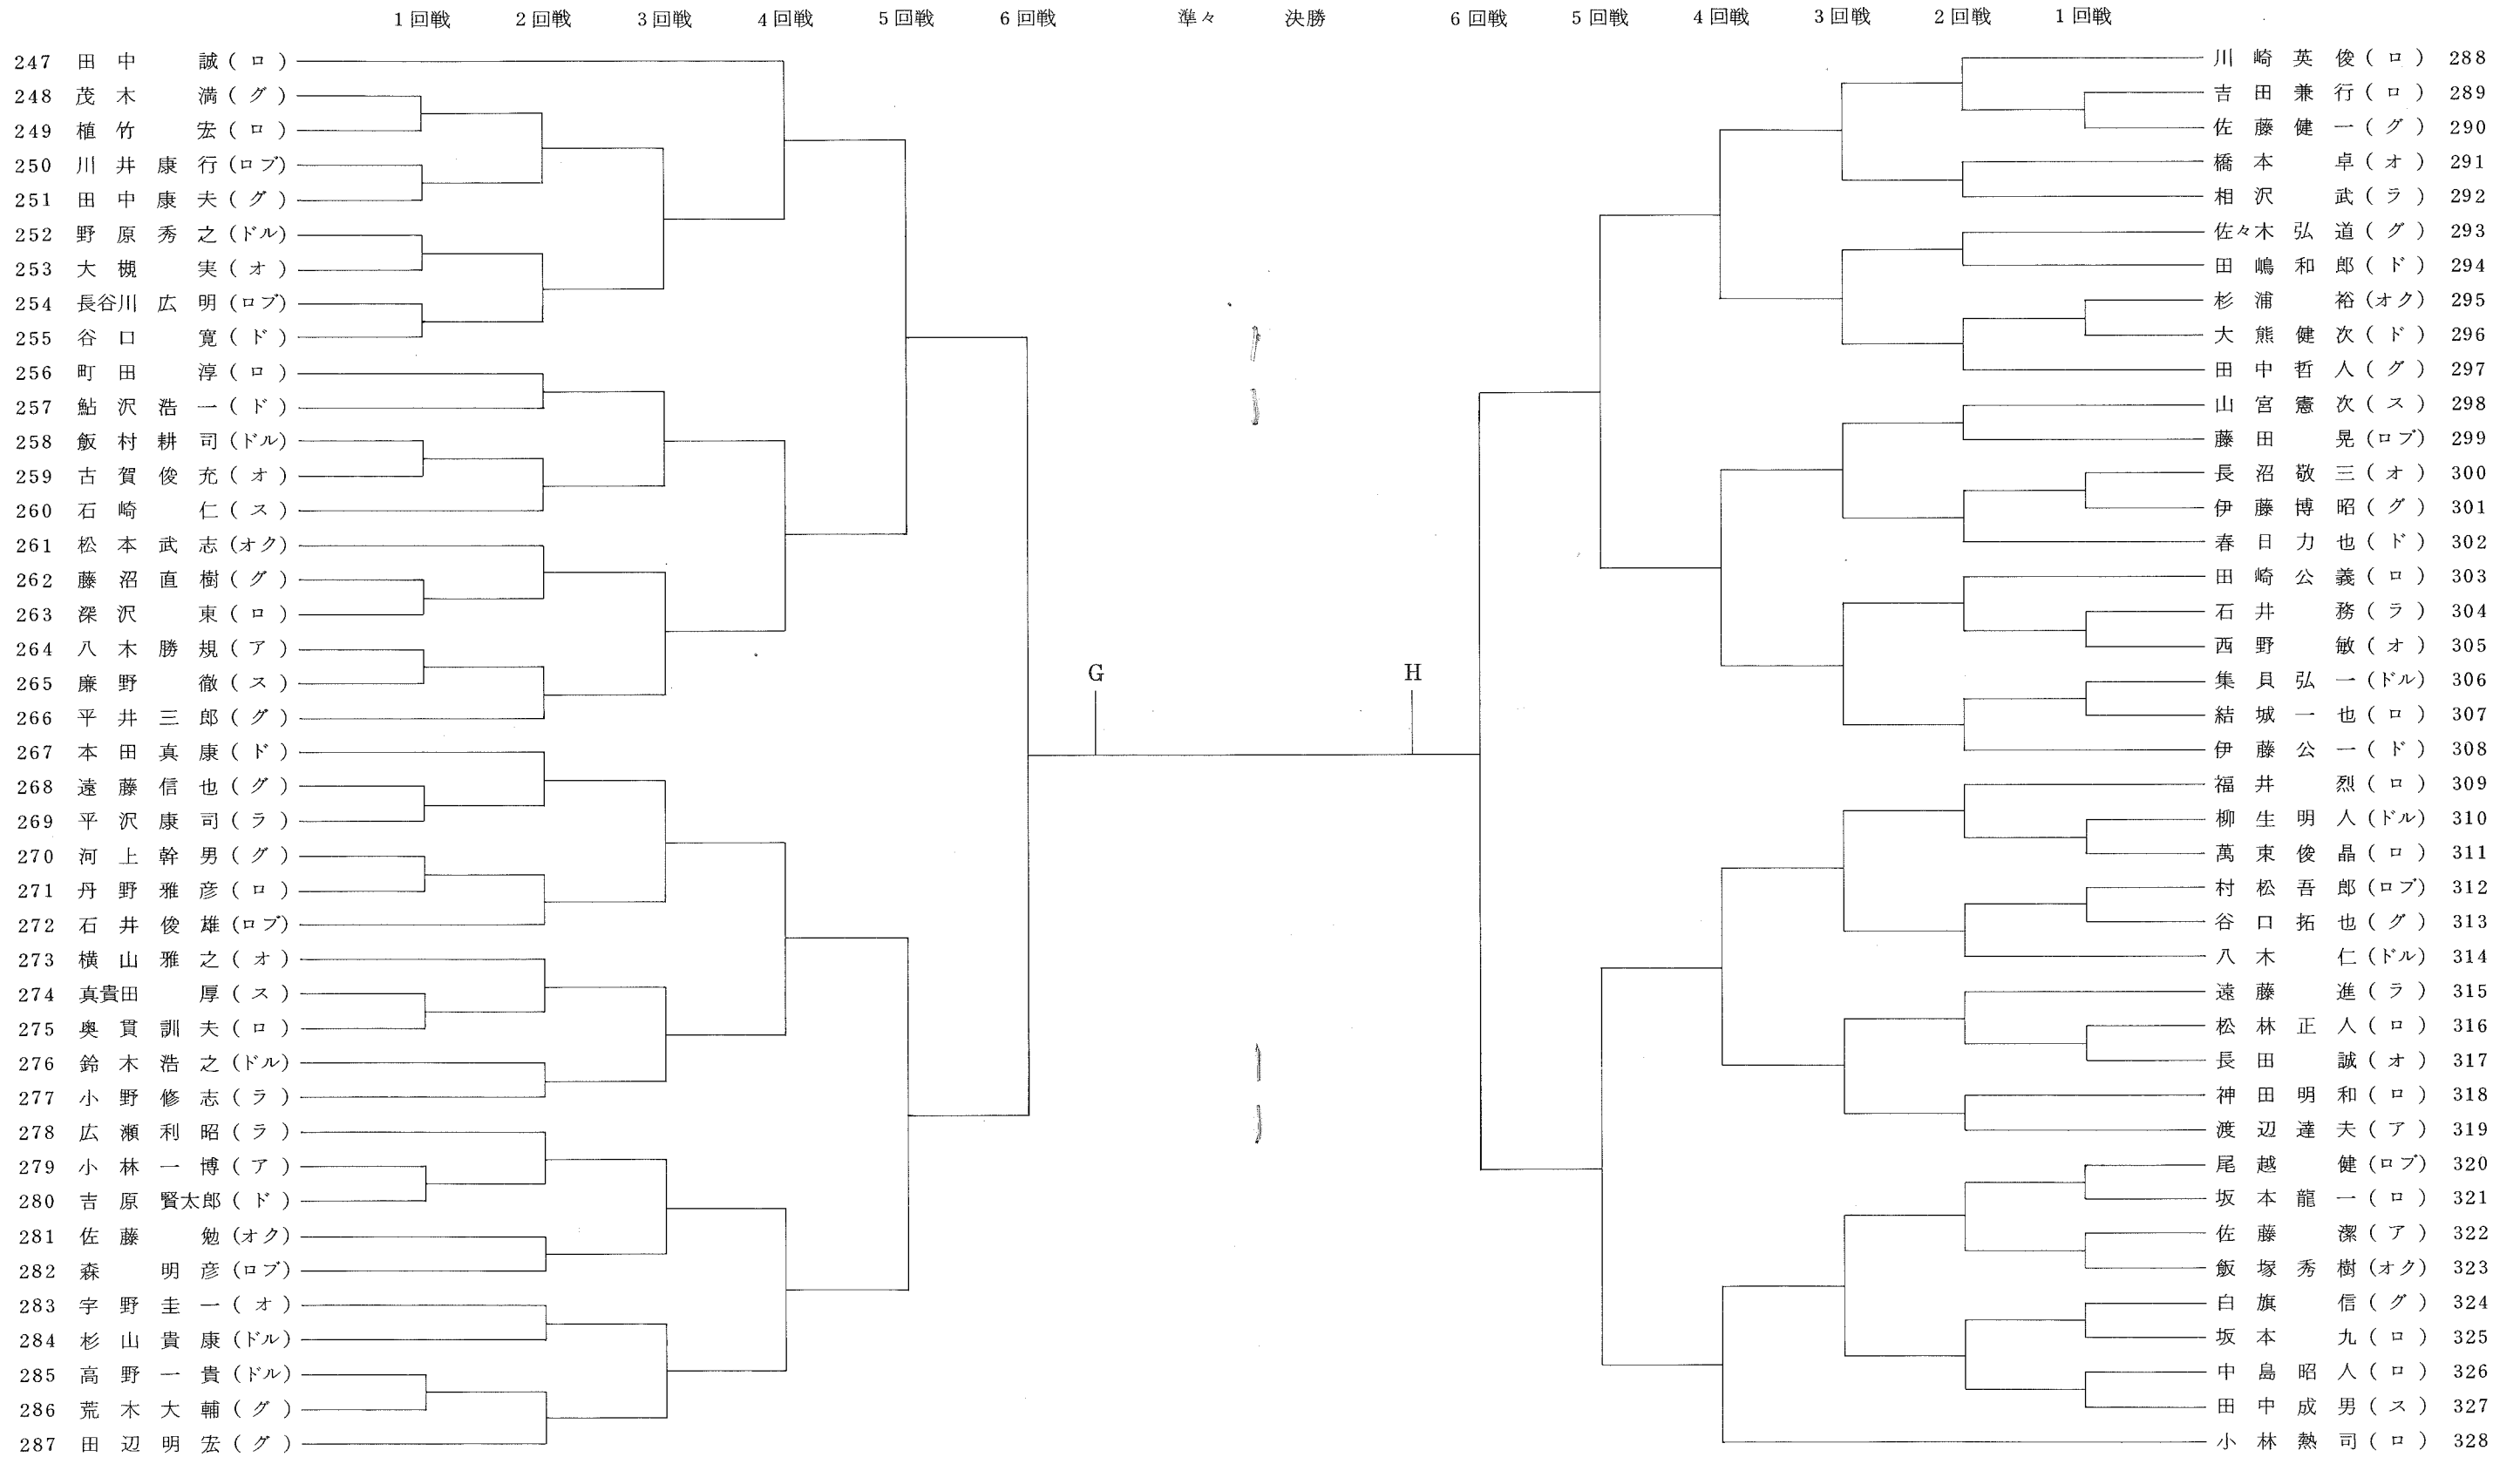 1回戦 2回戦 3回戦 4回戦 5回戦 6回戦 準々 決勝 6回戦 5回戦 4回戦 3回戦 2回戦 1回戦
247 田中 誠(ロ)
248 茂木 満(グ)
249 植竹 宏(ロ)
250 川井康行(ロブ)
251 田中康夫(グ)
252 野原秀之(ドル)
253 大槻 実(オ)
254 長谷川広明(ロブ)
255 谷口 寛(ド)
256 町田 淳(ロ)
257 鮎沢浩一(ド)
258 飯村耕司(ドル)
259 古賀俊充(オ)
260 石崎 仁(ス)
261 松本武志(オク)
262 藤沼直樹(グ)
263 深沢 東(ロ)
264 八木勝規(ア)
265 廉野 徹(ス)
266 平井三郎(グ)
267 本田真康(ド)
268 遠藤信也(グ)
269 平沢康司(ラ)
270 河上幹男(グ)
271 丹野雅彦(ロ)
272 石井俊雄(ロブ)
273 横山雅之(オ)
274 真貴田 厚(ス)
275 奥貫訓夫(ロ)
276 鈴木浩之(ドル)
277 小野修志(ラ)
278 広瀬利昭(ラ)
279 小林一博(ア)
280 吉原賢太郎(ド)
281 佐藤 勉(オク)
282 森 明彦(ロブ)
283 宇野圭一(オ)
284 杉山貴康(ドル)
285 高野一貴(ドル)
286 荒木大輔(グ)
287 田辺明宏(グ)
G
H
川崎英俊(ロ) 288
吉田兼行(ロ) 289
佐藤健一(グ) 290
橋本 卓(オ) 291
相沢 武(ラ) 292
佐々木弘道(グ) 293
田嶋和郎(ド) 294
杉浦 裕(オク) 295
大熊健次(ド) 296
田中哲人(グ) 297
山宮憲次(ス) 298
藤田 晃(ロブ) 299
長沼敬三(オ) 300
伊藤博昭(グ) 301
春日力也(ド) 302
田崎公義(ロ) 303
石井 務(ラ) 304
西野 敏(オ) 305
集貝弘一(ドル) 306
結城一也(ロ) 307
伊藤公一(ド) 308
福井 烈(ロ) 309
柳生明人(ドル) 310
萬束俊晶(ロ) 311
村松吾郎(ロブ) 312
谷口拓也(グ) 313
八木 仁(ドル) 314
遠藤 進(ラ) 315
松林正人(ロ) 316
長田 誠(オ) 317
神田明和(ロ) 318
渡辺達夫(ア) 319
尾越 健(ロブ) 320
坂本龍一(ロ) 321
佐藤 潔(ア) 322
飯塚秀樹(オク) 323
白旗 信(グ) 324
坂本 九(ロ) 325
中島昭人(ロ) 326
田中成男(ス) 327
小林熱司(ロ) 328